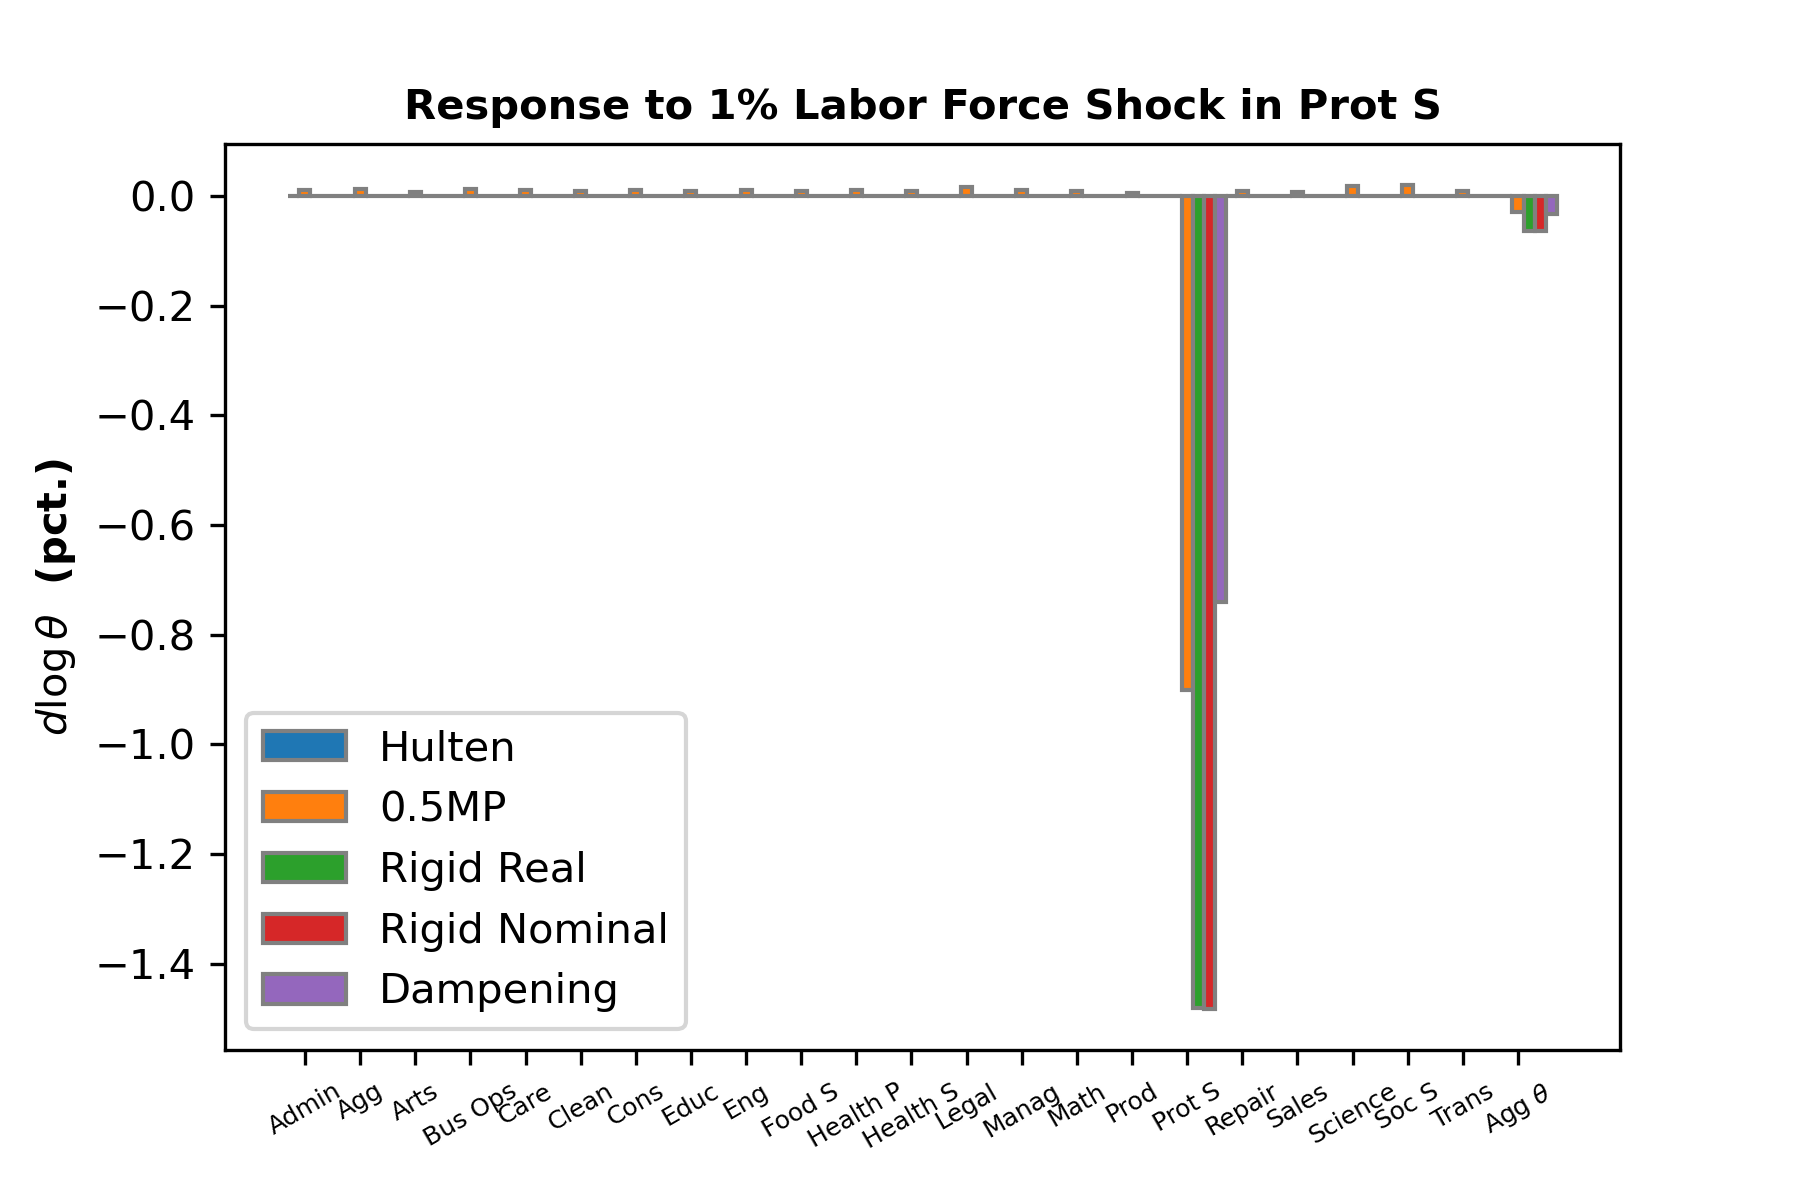 Response to 1% Labor Force Shock in Prot S
0.0
−0.2
−0.4
−0.6
−0.8
−1.0
−1.2
−1.4
dlog θ (pct.)
Hulten
0.5MP
Rigid Real
Rigid Nominal
Dampening
Admin
Agg
Arts
Bus Ops
Care
Clean
Cons
Educ
Eng
Food S
Health P
Health S
Legal
Manag
Math
Prod
Prot S
Repair
Sales
Science
Soc S
Trans
Agg θ